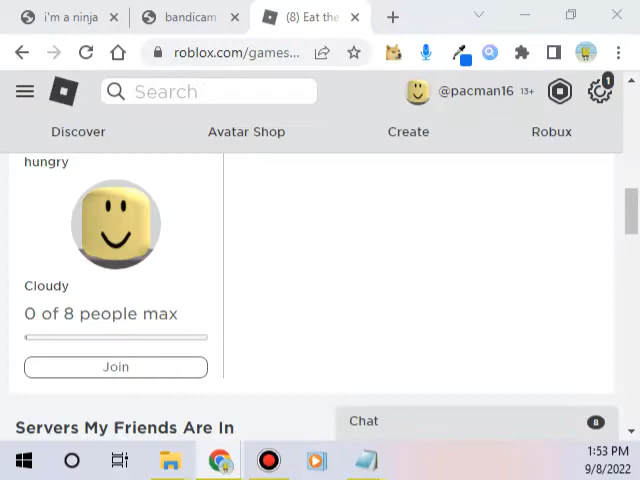 i'm a ninja
bandicam
(8) Eat the
roblox.com/games...
Search
@pacman16 13+
1
Discover
Avatar Shop
Create
Robux
hungry
Cloudy
0 of 8 people max
Join
Servers My Friends Are In
Chat
8
1:53 PM
9/8/2022